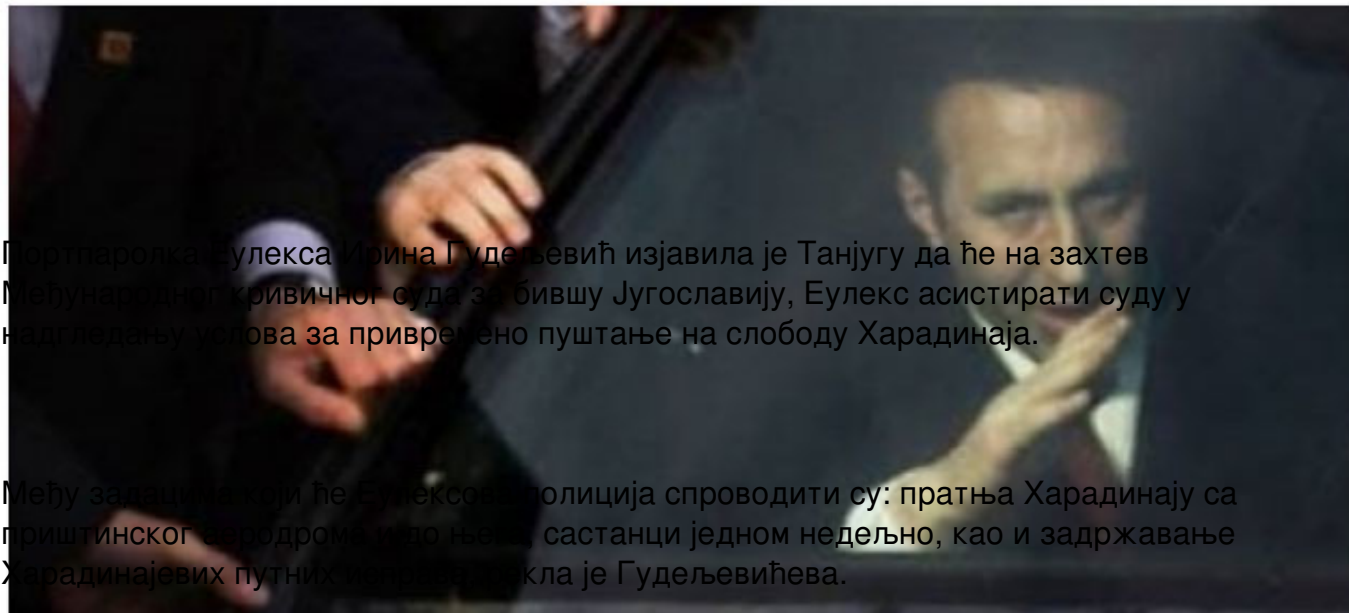 Портпаролка Еулекса Ирина Гудељевић изјавила је Танјугу да ће на захтев
Међународног кривичног суда за бившу Југославију, Еулекс асистирати суду у
надгледању услова за привремено пуштање на слободу Харадинаја.
Међу задацима који ће Еулексова полиција спроводити су: пратња Харадинају са
приштинског аеродрома и до њега, састанци једном недељно, као и задржавање
Харадинајевих путних исправа, рекла је Гудељевићева.